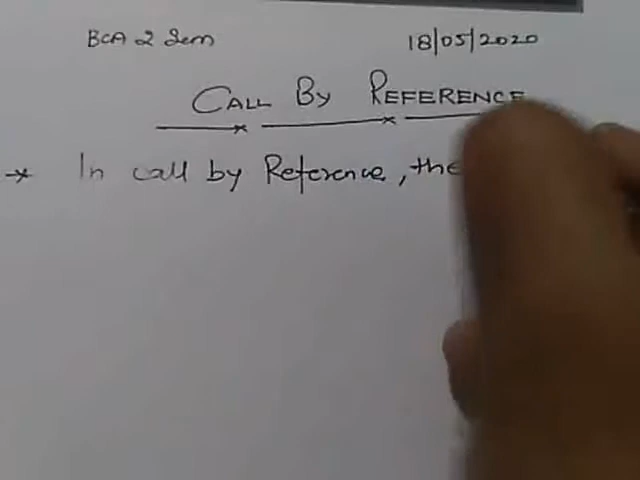 BCA 2 Sem 18/05/2020
CALL By REFERENCE
* In call by Reference, the